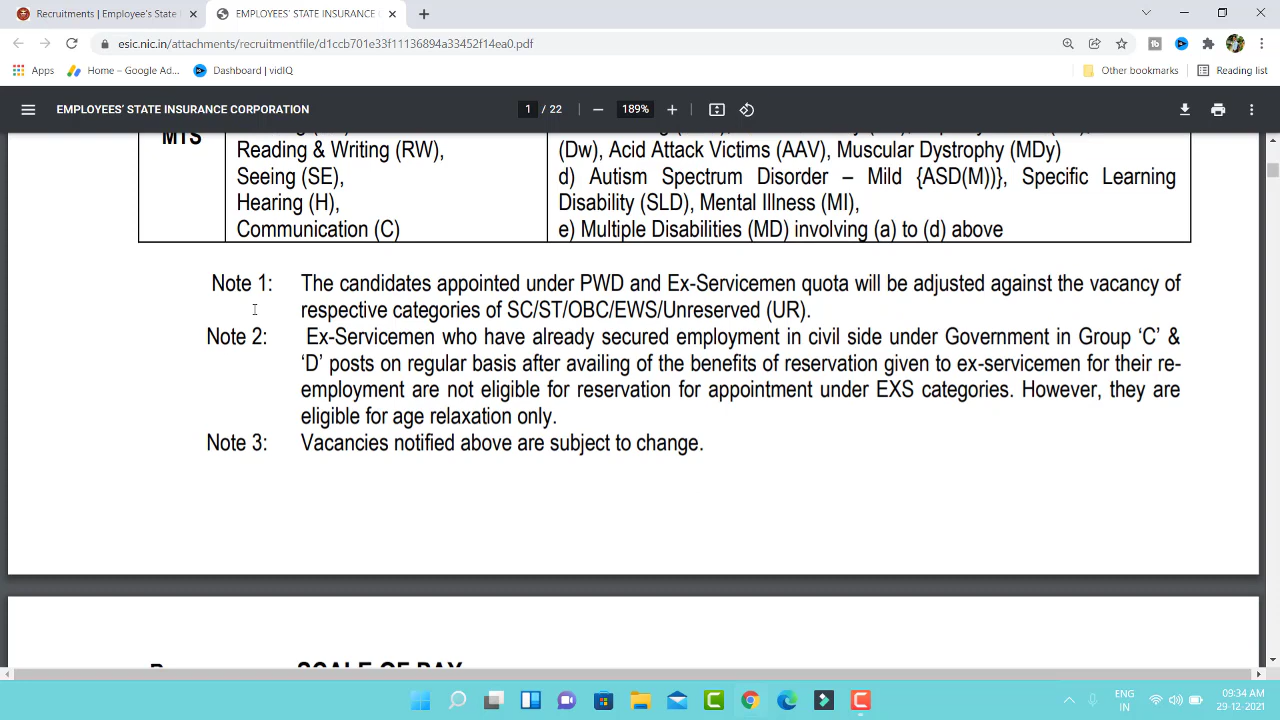 Recruitments | Employee's State
EMPLOYEES' STATE INSURANCE
esic.nic.in/attachments/recruitmentfile/d1ccb701e33f11136894a33452f14ea0.pdf
Apps
Home – Google Ad...
Dashboard | vidIQ
Other bookmarks
Reading list
EMPLOYEES' STATE INSURANCE CORPORATION
1 / 22
189%
MTS
Reading & Writing (RW),
Seeing (SE),
Hearing (H),
Communication (C)
(Dw), Acid Attack Victims (AAV), Muscular Dystrophy (MDy)
d) Autism Spectrum Disorder – Mild {ASD(M))}, Specific Learning
Disability (SLD), Mental Illness (MI),
e) Multiple Disabilities (MD) involving (a) to (d) above
Note 1: The candidates appointed under PWD and Ex-Servicemen quota will be adjusted against the vacancy of
respective categories of SC/ST/OBC/EWS/Unreserved (UR).
Note 2: Ex-Servicemen who have already secured employment in civil side under Government in Group ‘C’ &
‘D’ posts on regular basis after availing of the benefits of reservation given to ex-servicemen for their re-
employment are not eligible for reservation for appointment under EXS categories. However, they are
eligible for age relaxation only.
Note 3: Vacancies notified above are subject to change.
SCALE OF PAY
ENG
IN
09:34 AM
29-12-2021